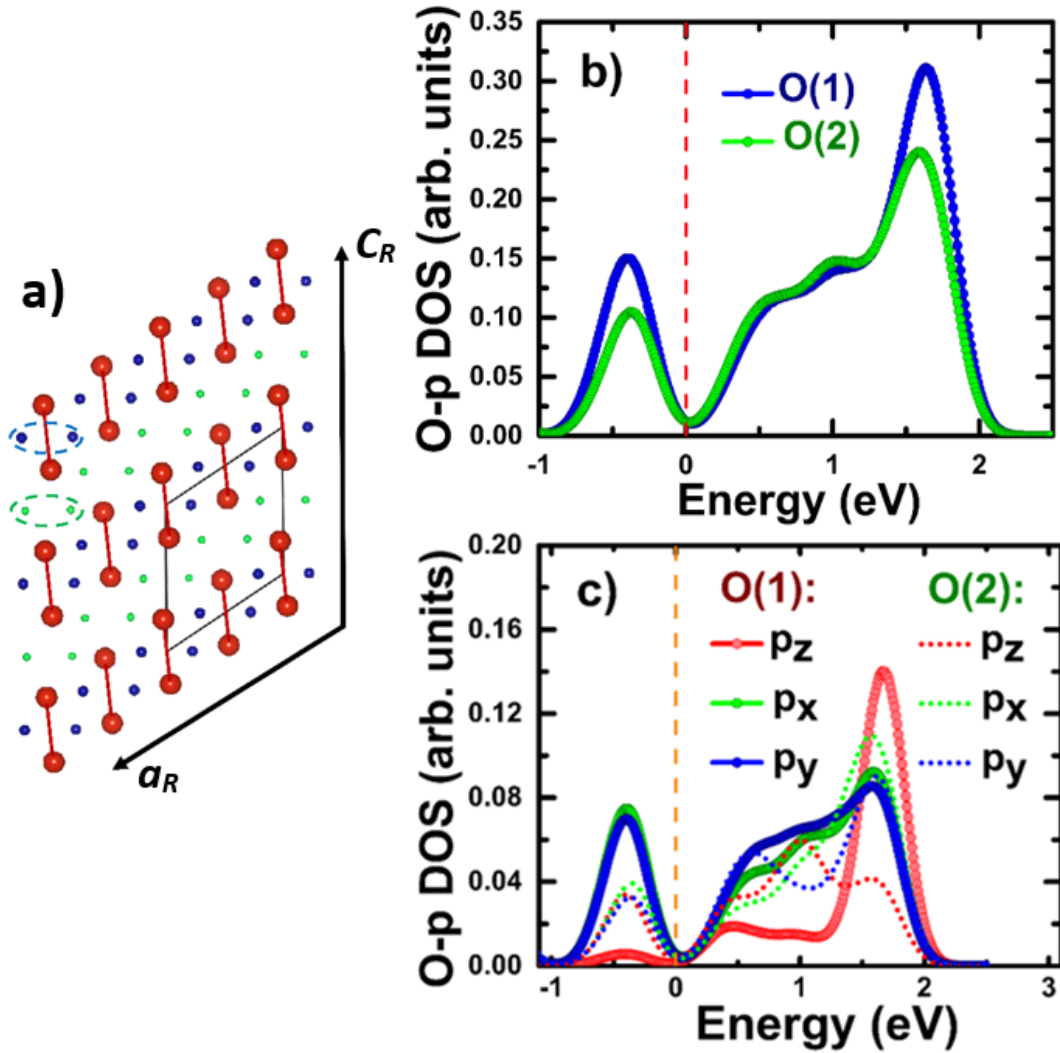 a)
C_R
a_R
b)
O(1)
O(2)
O-p DOS (arb. units)
0.35
0.30
0.25
0.20
0.15
0.10
0.05
0.00
-1 0 1 2
Energy (eV)
c)
O(1): O(2):
p_z p_z
p_x p_x
p_y p_y
O-p DOS (arb. units)
0.20
0.16
0.12
0.08
0.04
0.00
-1 0 1 2 3
Energy (eV)